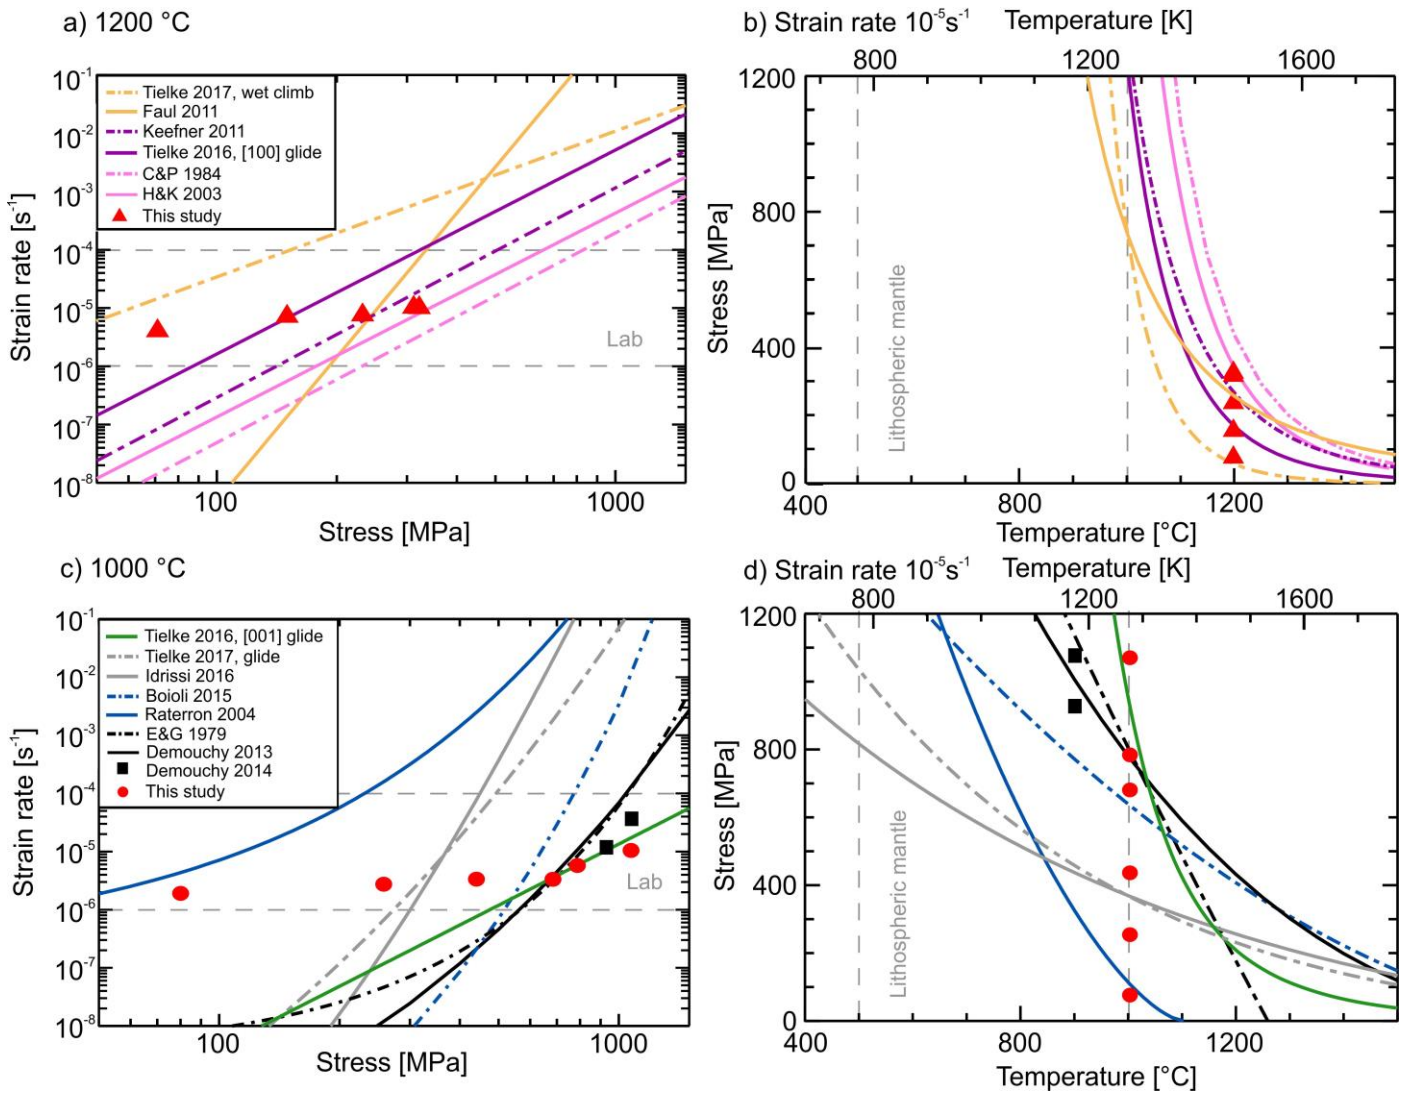 a) 1200 °C
10⁻¹
10⁻²
10⁻³
10⁻⁴
10⁻⁵
10⁻⁶
10⁻⁷
10⁻⁸
Strain rate [s⁻¹]
Tielke 2017, wet climb
Faul 2011
Keefner 2011
Tielke 2016, [100] glide
C&P 1984
H&K 2003
This study
Lab
100
1000
Stress [MPa]
b) Strain rate 10⁻⁵s⁻¹
Temperature [K]
800
1200
1600
1200
800
400
0
Stress [MPa]
Lithospheric mantle
400
800
1200
Temperature [°C]
c) 1000 °C
10⁻¹
10⁻²
10⁻³
10⁻⁴
10⁻⁵
10⁻⁶
10⁻⁷
10⁻⁸
Strain rate [s⁻¹]
Tielke 2016, [001] glide
Tielke 2017, glide
Idrissi 2016
Boioli 2015
Raterron 2004
E&G 1979
Demouchy 2013
Demouchy 2014
This study
Lab
100
1000
Stress [MPa]
d) Strain rate 10⁻⁵s⁻¹
Temperature [K]
800
1200
1600
1200
800
400
0
Stress [MPa]
Lithospheric mantle
400
800
1200
Temperature [°C]